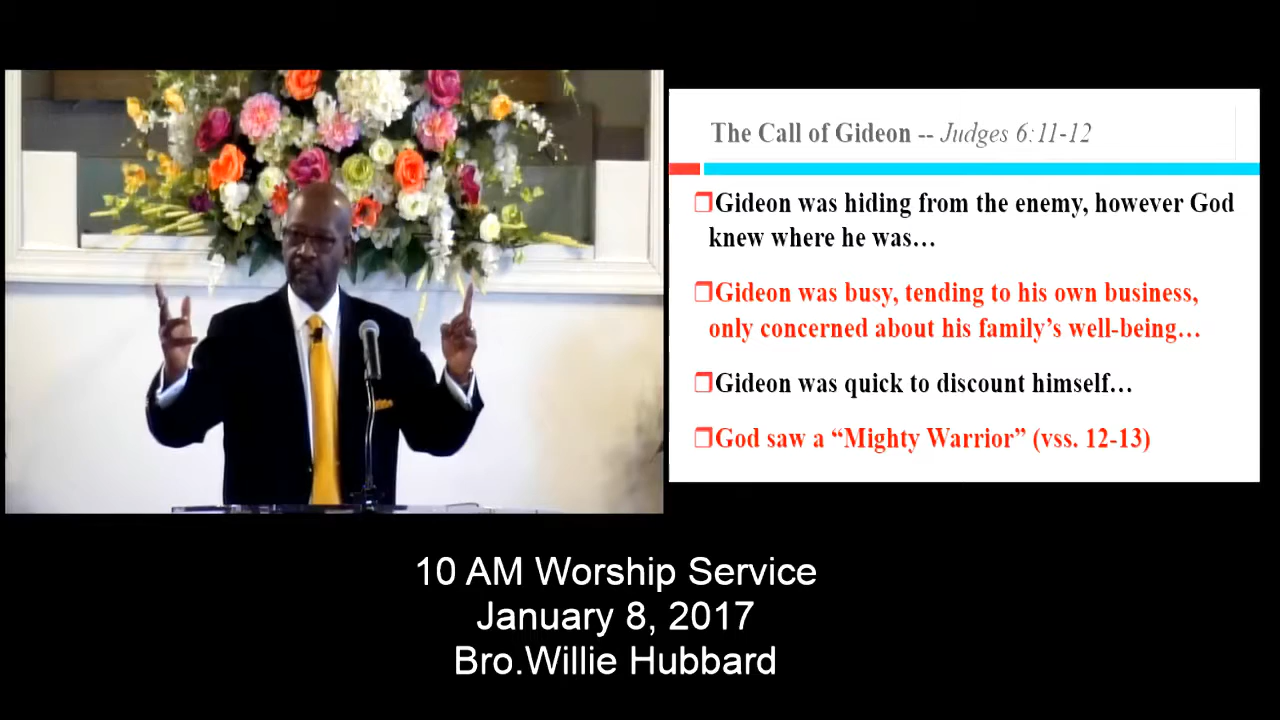 The Call of Gideon -- Judges 6:11-12
❒Gideon was hiding from the enemy, however God
knew where he was…
❒Gideon was busy, tending to his own business,
only concerned about his family’s well-being…
❒Gideon was quick to discount himself…
❒God saw a “Mighty Warrior” (vss. 12-13)
10 AM Worship Service
January 8, 2017
Bro.Willie Hubbard